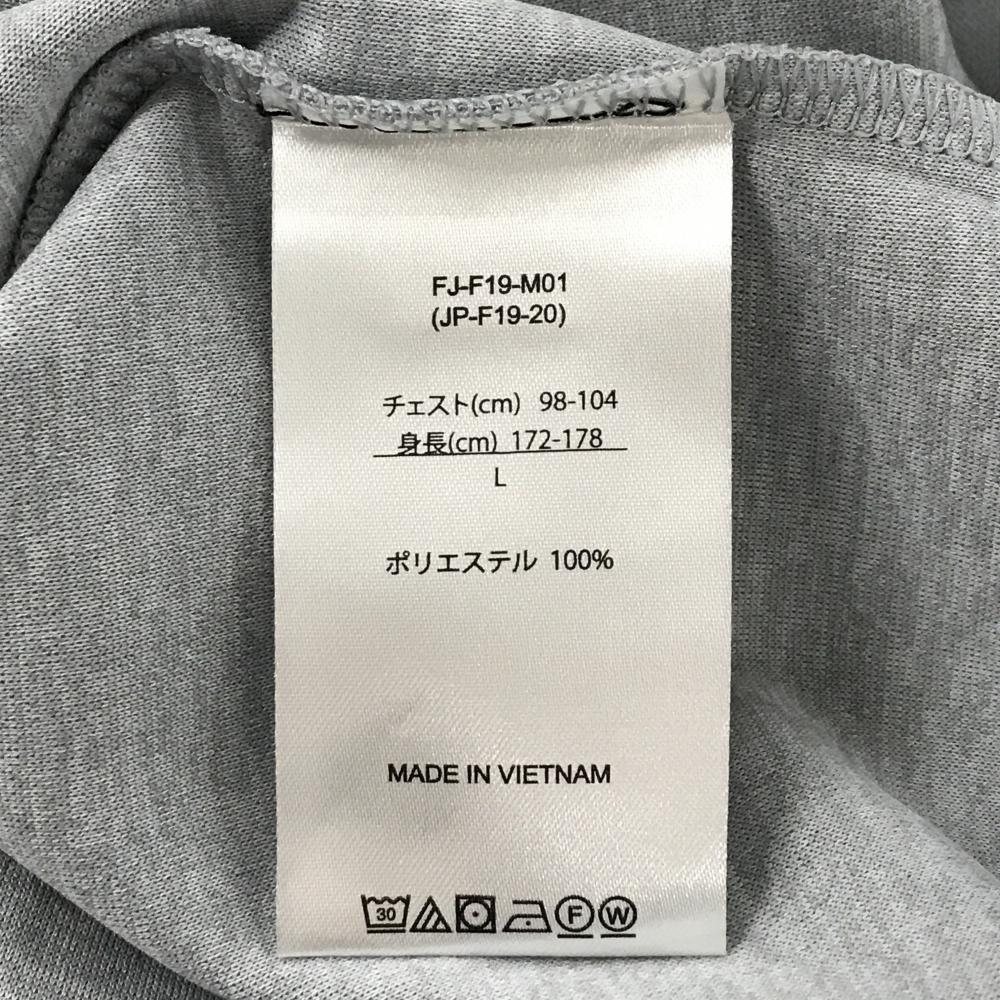 FJ-F19-M01
(JP-F19-20)
チェスト(cm) 98-104
身長(cm) 172-178
L
ポリエステル 100%
MADE IN VIETNAM
30 F W